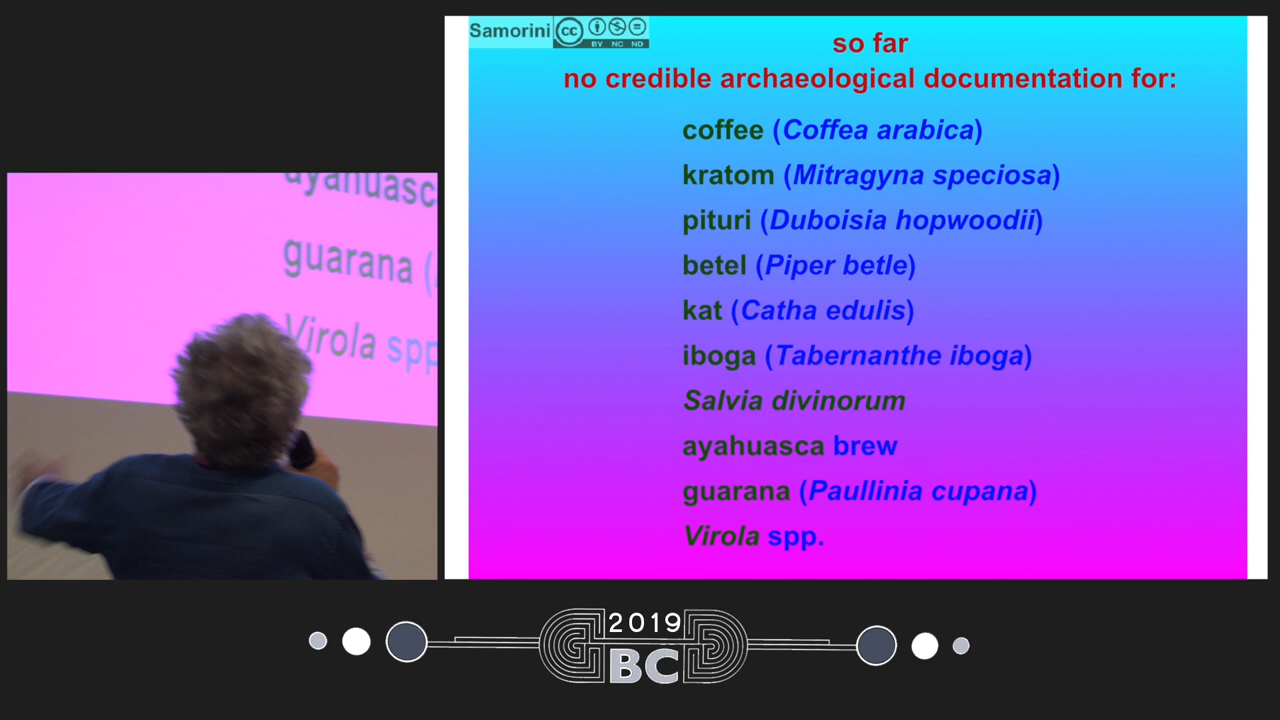 Samorini
cc
BY NC ND
so far
no credible archaeological documentation for:
coffee (Coffea arabica)
kratom (Mitragyna speciosa)
pituri (Duboisia hopwoodii)
betel (Piper betle)
kat (Catha edulis)
iboga (Tabernanthe iboga)
Salvia divinorum
ayahuasca brew
guarana (Paullinia cupana)
Virola spp.
ayahuasc
guarana (
Virola spp
2019
BC